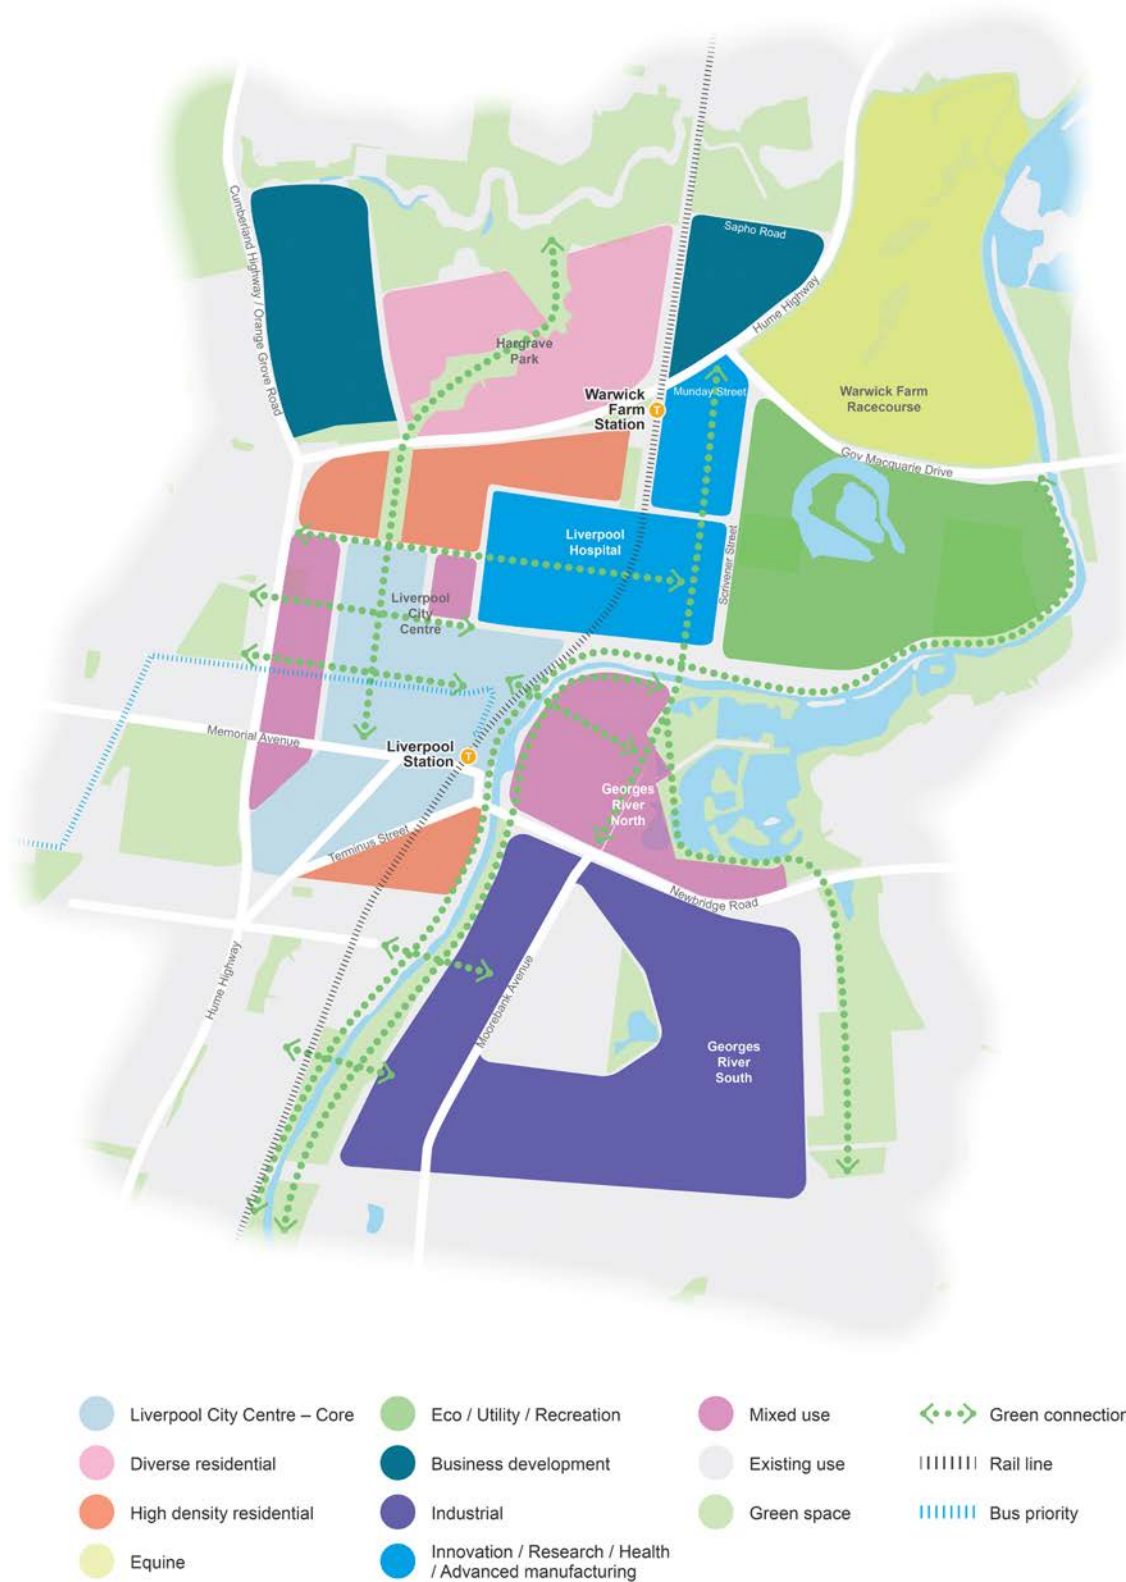 Sapho Road
Cumberland Highway / Orange Grove Road
Hume Highway
Hargrave
Park
Warwick
Farm
Station
T
Munday Street
Warwick Farm
Racecourse
Gov Macquarie Drive
Liverpool
Hospital
Scrivener Street
Liverpool
City
Centre
Memorial Avenue
Liverpool
Station
T
Georges
River
North
Terminus Street
Newbridge Road
Hume Highway
Moorebank Avenue
Georges
River
South
Liverpool City Centre – Core
Diverse residential
High density residential
Equine
Eco / Utility / Recreation
Business development
Industrial
Innovation / Research / Health
/ Advanced manufacturing
Mixed use
Existing use
Green space
Green connection
Rail line
Bus priority